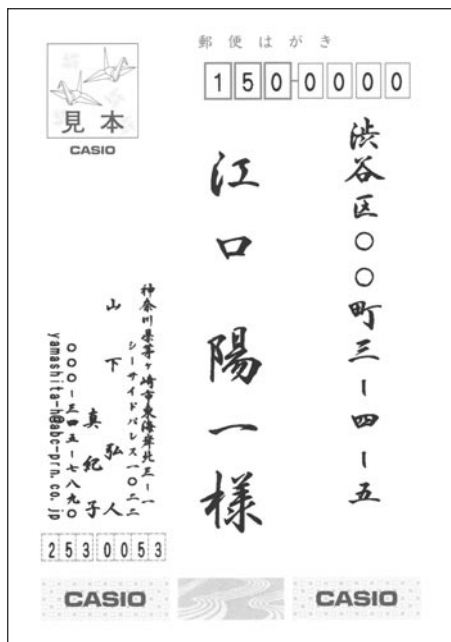 郵便はがき
150-0000
見本
CASIO
渋谷区〇〇町三ー四ー五
江口陽一様
神奈川県茅ヶ崎市東海岸北三ー一
シーサイドパレス一〇二二
山下弘人
真紀子
〇〇〇ー三四五ー七八九〇
yamashita-h@abc-prn.co.jp
2530053
CASIO
CASIO